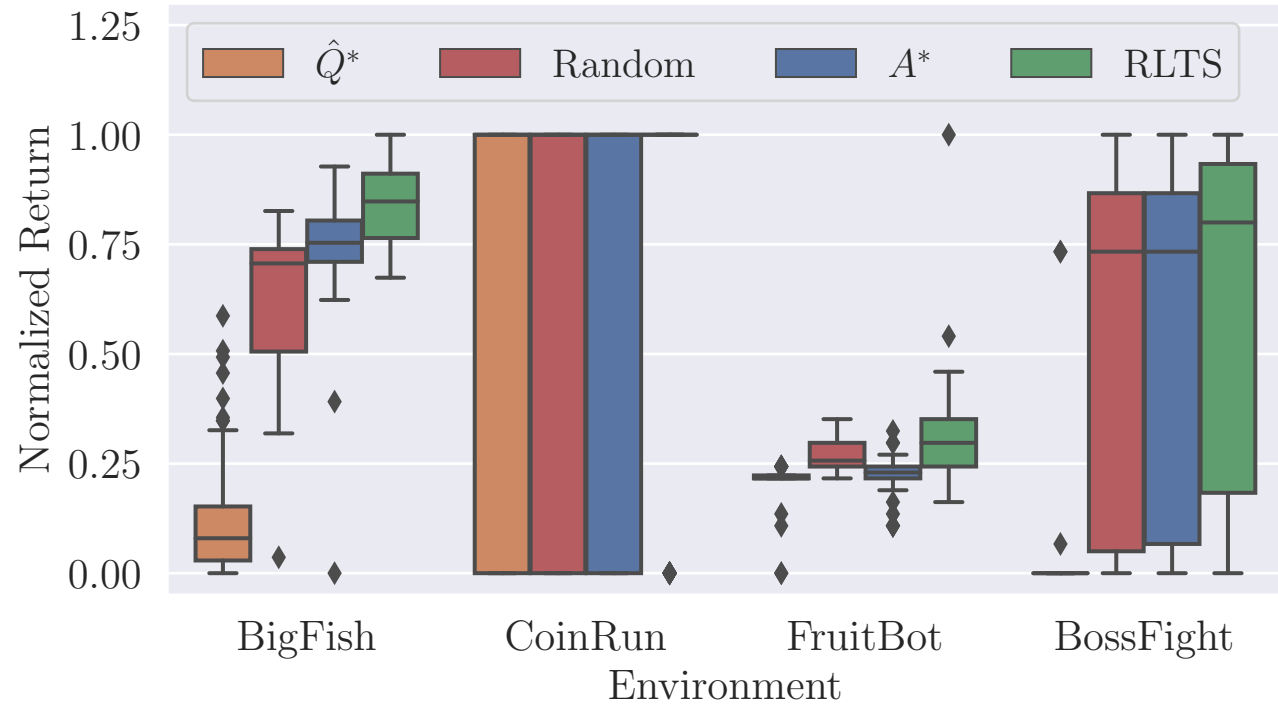 Q̂* Random A* RLTS
1.25
1.00
0.75
0.50
0.25
0.00
Normalized Return
BigFish CoinRun FruitBot BossFight
Environment